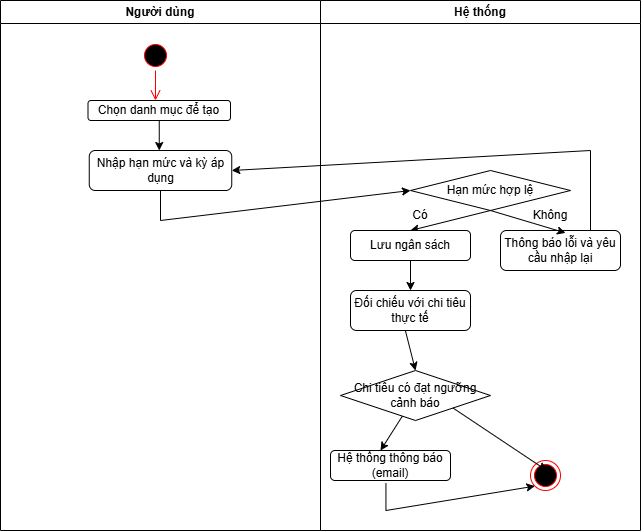 Người dùng
Hệ thống
Chọn danh mục để tạo
Nhập hạn mức và kỳ áp
dụng
Hạn mức hợp lệ
Có
Không
Lưu ngân sách
Thông báo lỗi và yêu
cầu nhập lại
Đối chiếu với chi tiêu
thực tế
Chi tiêu có đạt ngưỡng
cảnh báo
Hệ thống thông báo
(email)